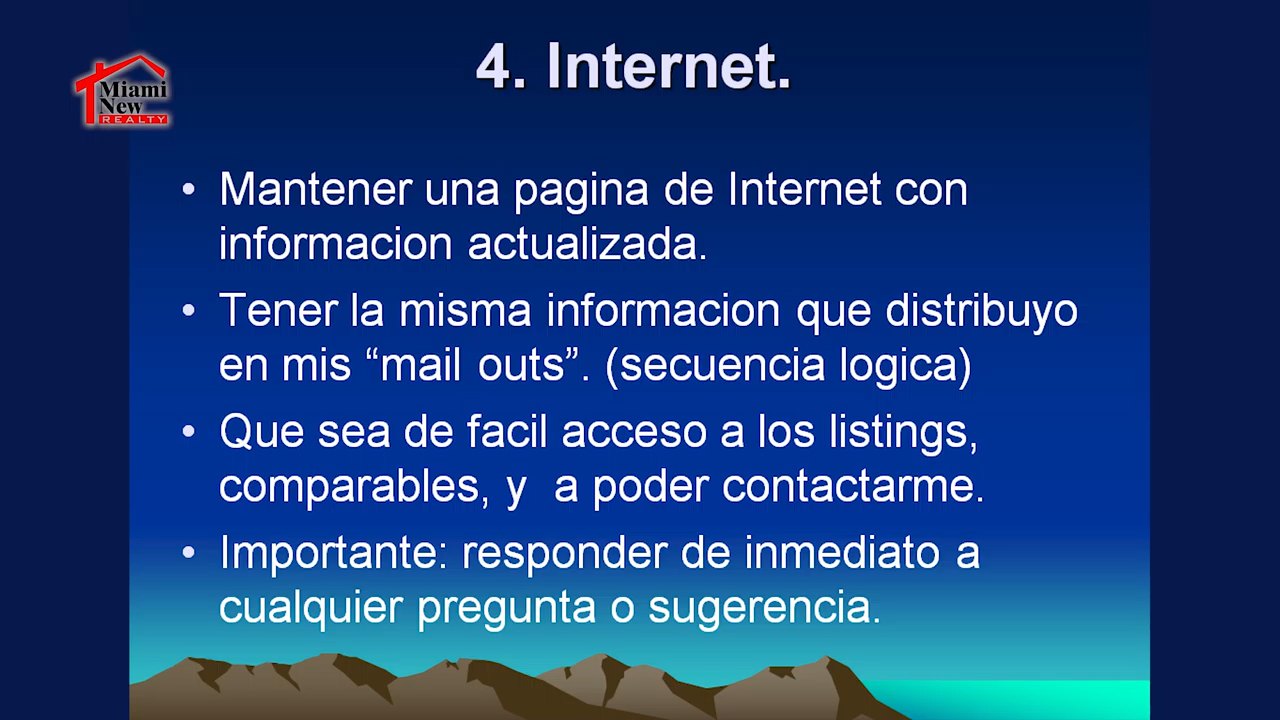 4. Internet.
Miami
New
REALTY
• Mantener una pagina de Internet con
informacion actualizada.
• Tener la misma informacion que distribuyo
en mis “mail outs”. (secuencia logica)
• Que sea de facil acceso a los listings,
comparables, y  a poder contactarme.
• Importante: responder de inmediato a
cualquier pregunta o sugerencia.